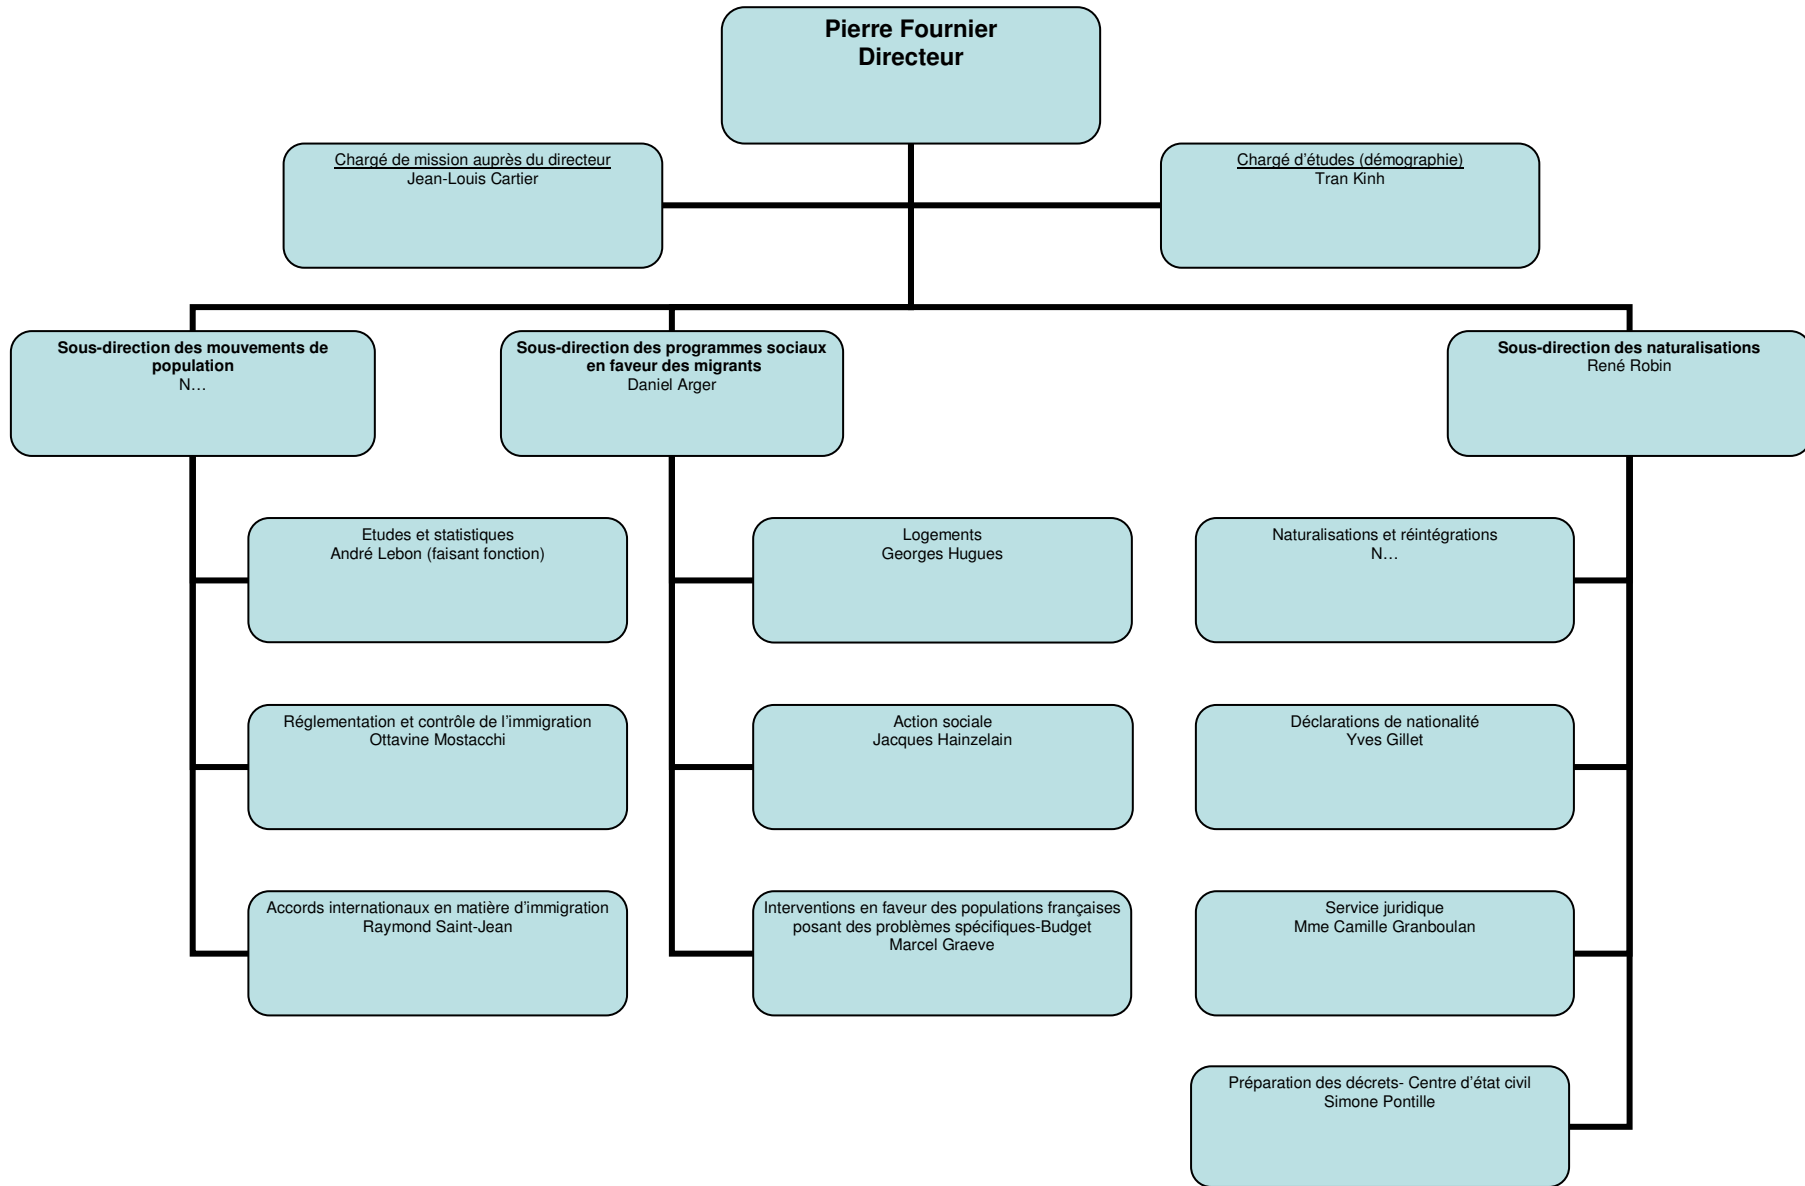 Pierre Fournier
Directeur
Chargé de mission auprès du directeur
Jean-Louis Cartier
Chargé d'études (démographie)
Tran Kinh
Sous-direction des mouvements de
population
N…
Sous-direction des programmes sociaux
en faveur des migrants
Daniel Arger
Sous-direction des naturalisations
René Robin
Etudes et statistiques
André Lebon (faisant fonction)
Logements
Georges Hugues
Naturalisations et réintégrations
N…
Réglementation et contrôle de l'immigration
Ottavine Mostacchi
Action sociale
Jacques Hainzelain
Déclarations de nationalité
Yves Gillet
Accords internationaux en matière d'immigration
Raymond Saint-Jean
Interventions en faveur des populations françaises
posant des problèmes spécifiques-Budget
Marcel Graeve
Service juridique
Mme Camille Granboulan
Préparation des décrets- Centre d'état civil
Simone Pontille